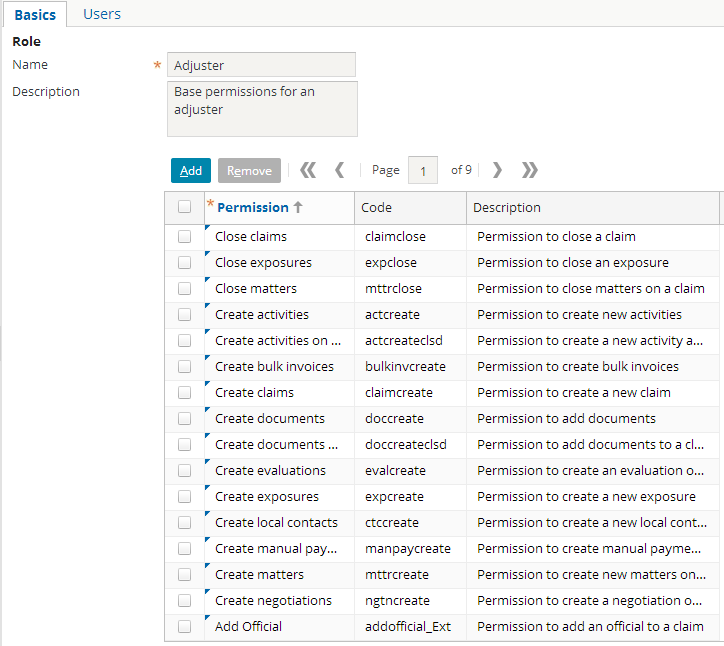 Basics Users
Role
Name * Adjuster
Description Base permissions for an
adjuster
Add Remove Page 1 of 9
* Permission Code Description
Close claims claimclose Permission to close a claim
Close exposures expclose Permission to close an exposure
Close matters mttrclose Permission to close matters on a claim
Create activities actcreate Permission to create new activities
Create activities on ... actcreateclsd Permission to create a new activity a...
Create bulk invoices bulkinvcreate Permission to create bulk invoices
Create claims claimcreate Permission to create a new claim
Create documents doccreate Permission to add documents
Create documents ... doccreateclsd Permission to add documents to a cl...
Create evaluations evalcreate Permission to create an evaluation o...
Create exposures expcreate Permission to create a new exposure
Create local contacts ctccreate Permission to create a new local cont...
Create manual pay... manpaycreate Permission to create manual payme...
Create matters mttrcreate Permission to create new matters on...
Create negotiations ngtncreate Permission to create a negotiation o...
Add Official addofficial_Ext Permission to add an official to a claim